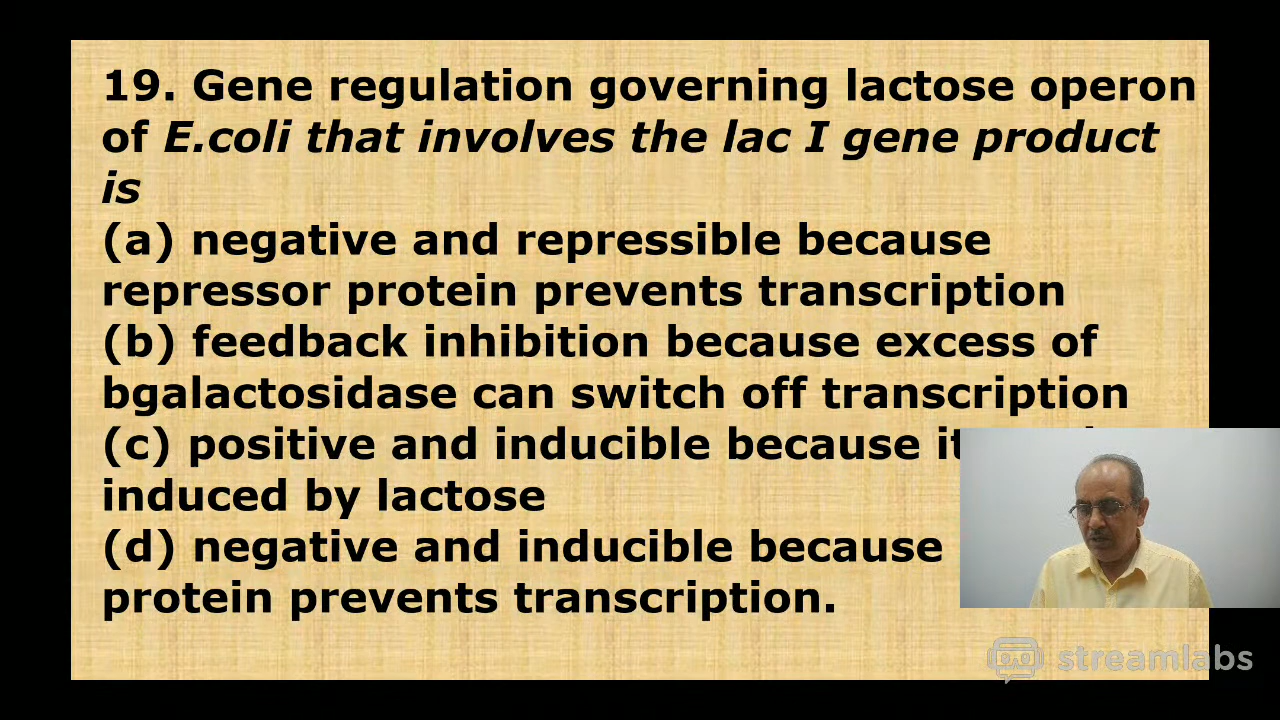 19. Gene regulation governing lactose operon
of E.coli that involves the lac I gene product
is
(a) negative and repressible because
repressor protein prevents transcription
(b) feedback inhibition because excess of
bgalactosidase can switch off transcription
(c) positive and inducible because
induced by lactose
(d) negative and inducible because
protein prevents transcription.
streamlabs